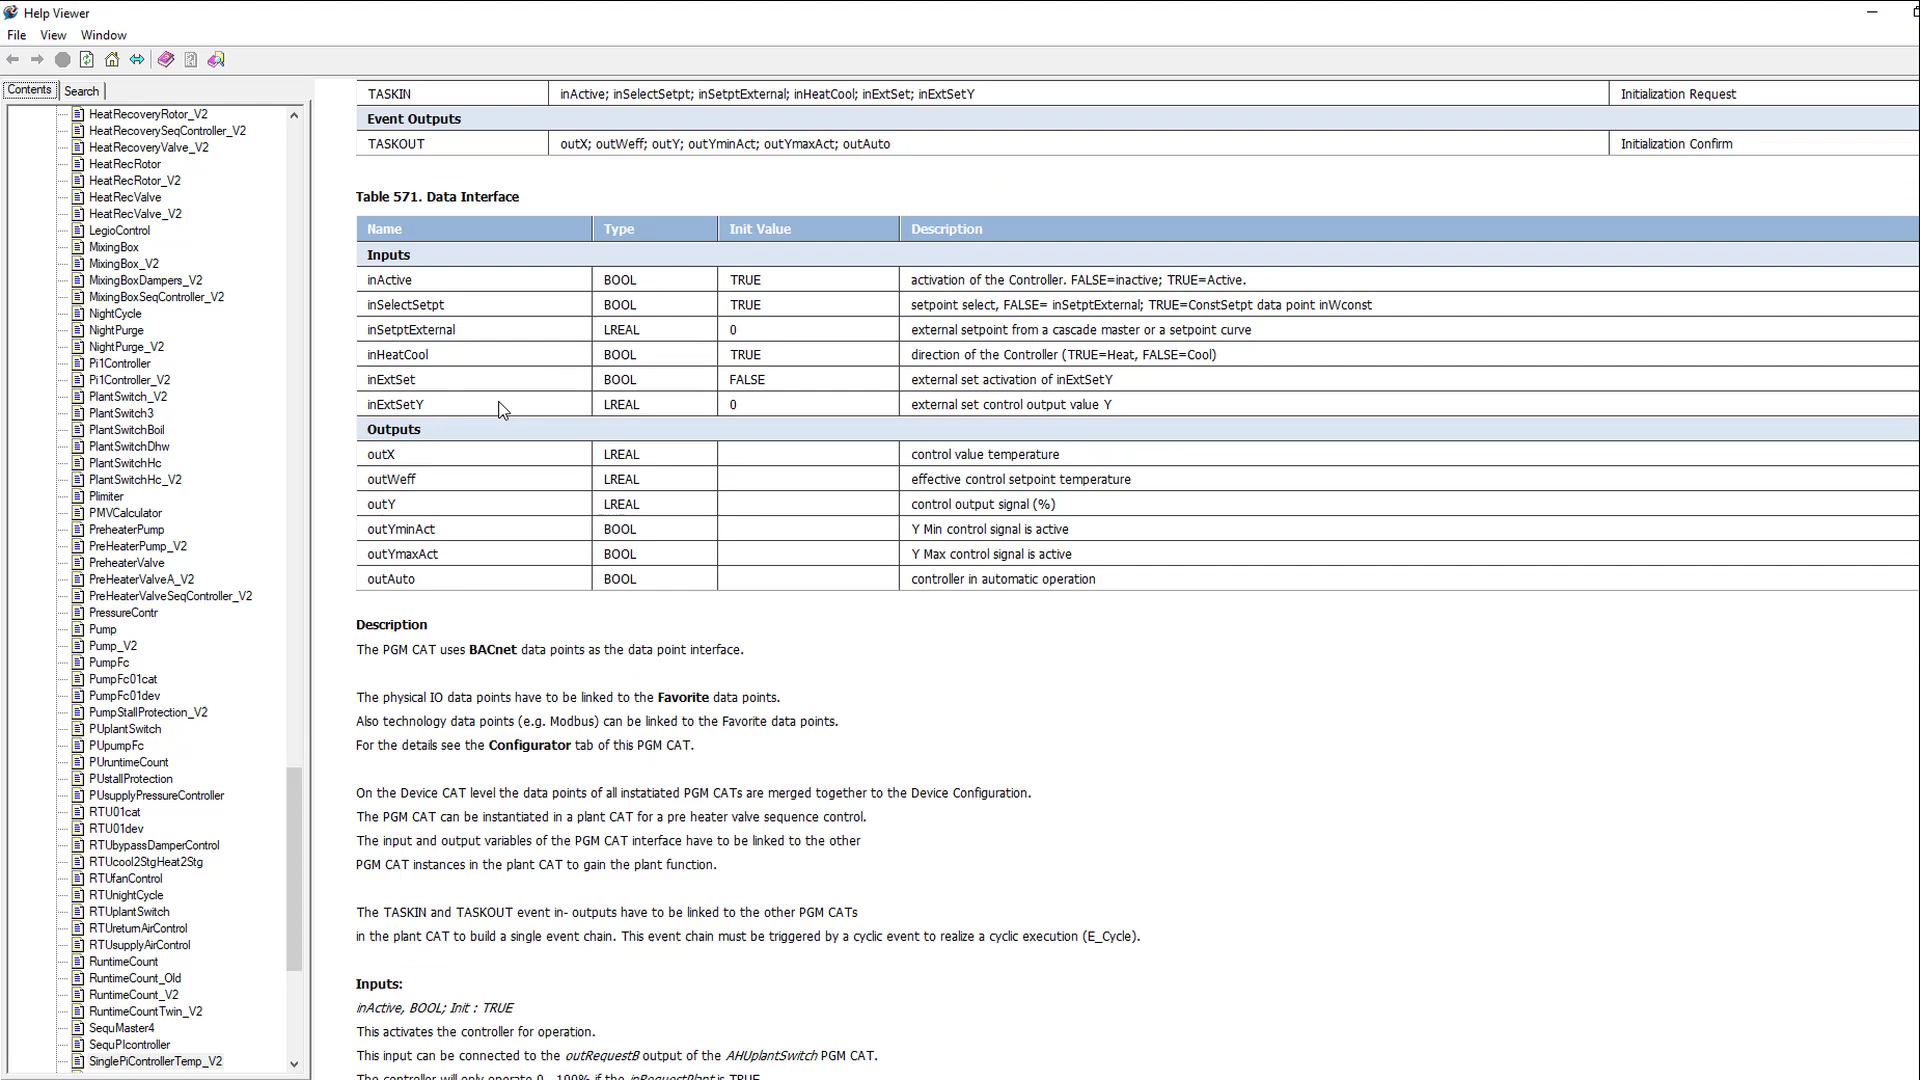 Help Viewer
File View Window
Contents Search
HeatRecoveryRotor_V2
HeatRecoverySeqController_V2
HeatRecoveryValve_V2
HeatRecRotor
HeatRecRotor_V2
HeatRecValve
HeatRecValve_V2
LegioControl
MixingBox
MixingBox_V2
MixingBoxDampers_V2
MixingBoxSeqController_V2
NightCycle
NightPurge
NightPurge_V2
Pi1Controller
Pi1Controller_V2
PlantSwitch_V2
PlantSwitch3
PlantSwitchBoil
PlantSwitchDhw
PlantSwitchHc
PlantSwitchHc_V2
Plimiter
PMVCalculator
PreheaterPump
PreHeaterPump_V2
PreheaterValve
PreHeaterValveA_V2
PreHeaterValveSeqController_V2
PressureContr
Pump
Pump_V2
PumpFc
PumpFc01cat
PumpFc01dev
PumpStallProtection_V2
PUplantSwitch
PUpumpFc
PUruntimeCount
PUstallProtection
PUsupplyPressureController
RTU01cat
RTU01dev
RTUbypassDamperControl
RTUcool2StgHeat2Stg
RTUfanControl
RTUnightCycle
RTUplantSwitch
RTUreturnAirControl
RTUsupplyAirControl
RuntimeCount
RuntimeCount_Old
RuntimeCount_V2
RuntimeCountTwin_V2
SequMaster4
SequPIcontroller
SinglePiControllerTemp_V2
TASKIN inActive; inSelectSetpt; inSetptExternal; inHeatCool; inExtSet; inExtSetY Initialization Request
Event Outputs
TASKOUT outX; outWeff; outY; outYminAct; outYmaxAct; outAuto Initialization Confirm
Table 571. Data Interface
Name Type Init Value Description
Inputs
inActive BOOL TRUE activation of the Controller. FALSE=inactive; TRUE=Active.
inSelectSetpt BOOL TRUE setpoint select, FALSE= inSetptExternal; TRUE=ConstSetpt data point inWconst
inSetptExternal LREAL 0 external setpoint from a cascade master or a setpoint curve
inHeatCool BOOL TRUE direction of the Controller (TRUE=Heat, FALSE=Cool)
inExtSet BOOL FALSE external set activation of inExtSetY
inExtSetY LREAL 0 external set control output value Y
Outputs
outX LREAL control value temperature
outWeff LREAL effective control setpoint temperature
outY LREAL control output signal (%)
outYminAct BOOL Y Min control signal is active
outYmaxAct BOOL Y Max control signal is active
outAuto BOOL controller in automatic operation
Description
The PGM CAT uses BACnet data points as the data point interface.
The physical IO data points have to be linked to the Favorite data points.
Also technology data points (e.g. Modbus) can be linked to the Favorite data points.
For the details see the Configurator tab of this PGM CAT.
On the Device CAT level the data points of all instatiated PGM CATs are merged together to the Device Configuration.
The PGM CAT can be instantiated in a plant CAT for a pre heater valve sequence control.
The input and output variables of the PGM CAT interface have to be linked to the other
PGM CAT instances in the plant CAT to gain the plant function.
The TASKIN and TASKOUT event in- outputs have to be linked to the other PGM CATs
in the plant CAT to build a single event chain. This event chain must be triggered by a cyclic event to realize a cyclic execution (E_Cycle).
Inputs:
inActive, BOOL; Init : TRUE
This activates the controller for operation.
This input can be connected to the outRequestB output of the AHUplantSwitch PGM CAT.
The controller will only operate 0...100% if the inRequestPlant is TRUE